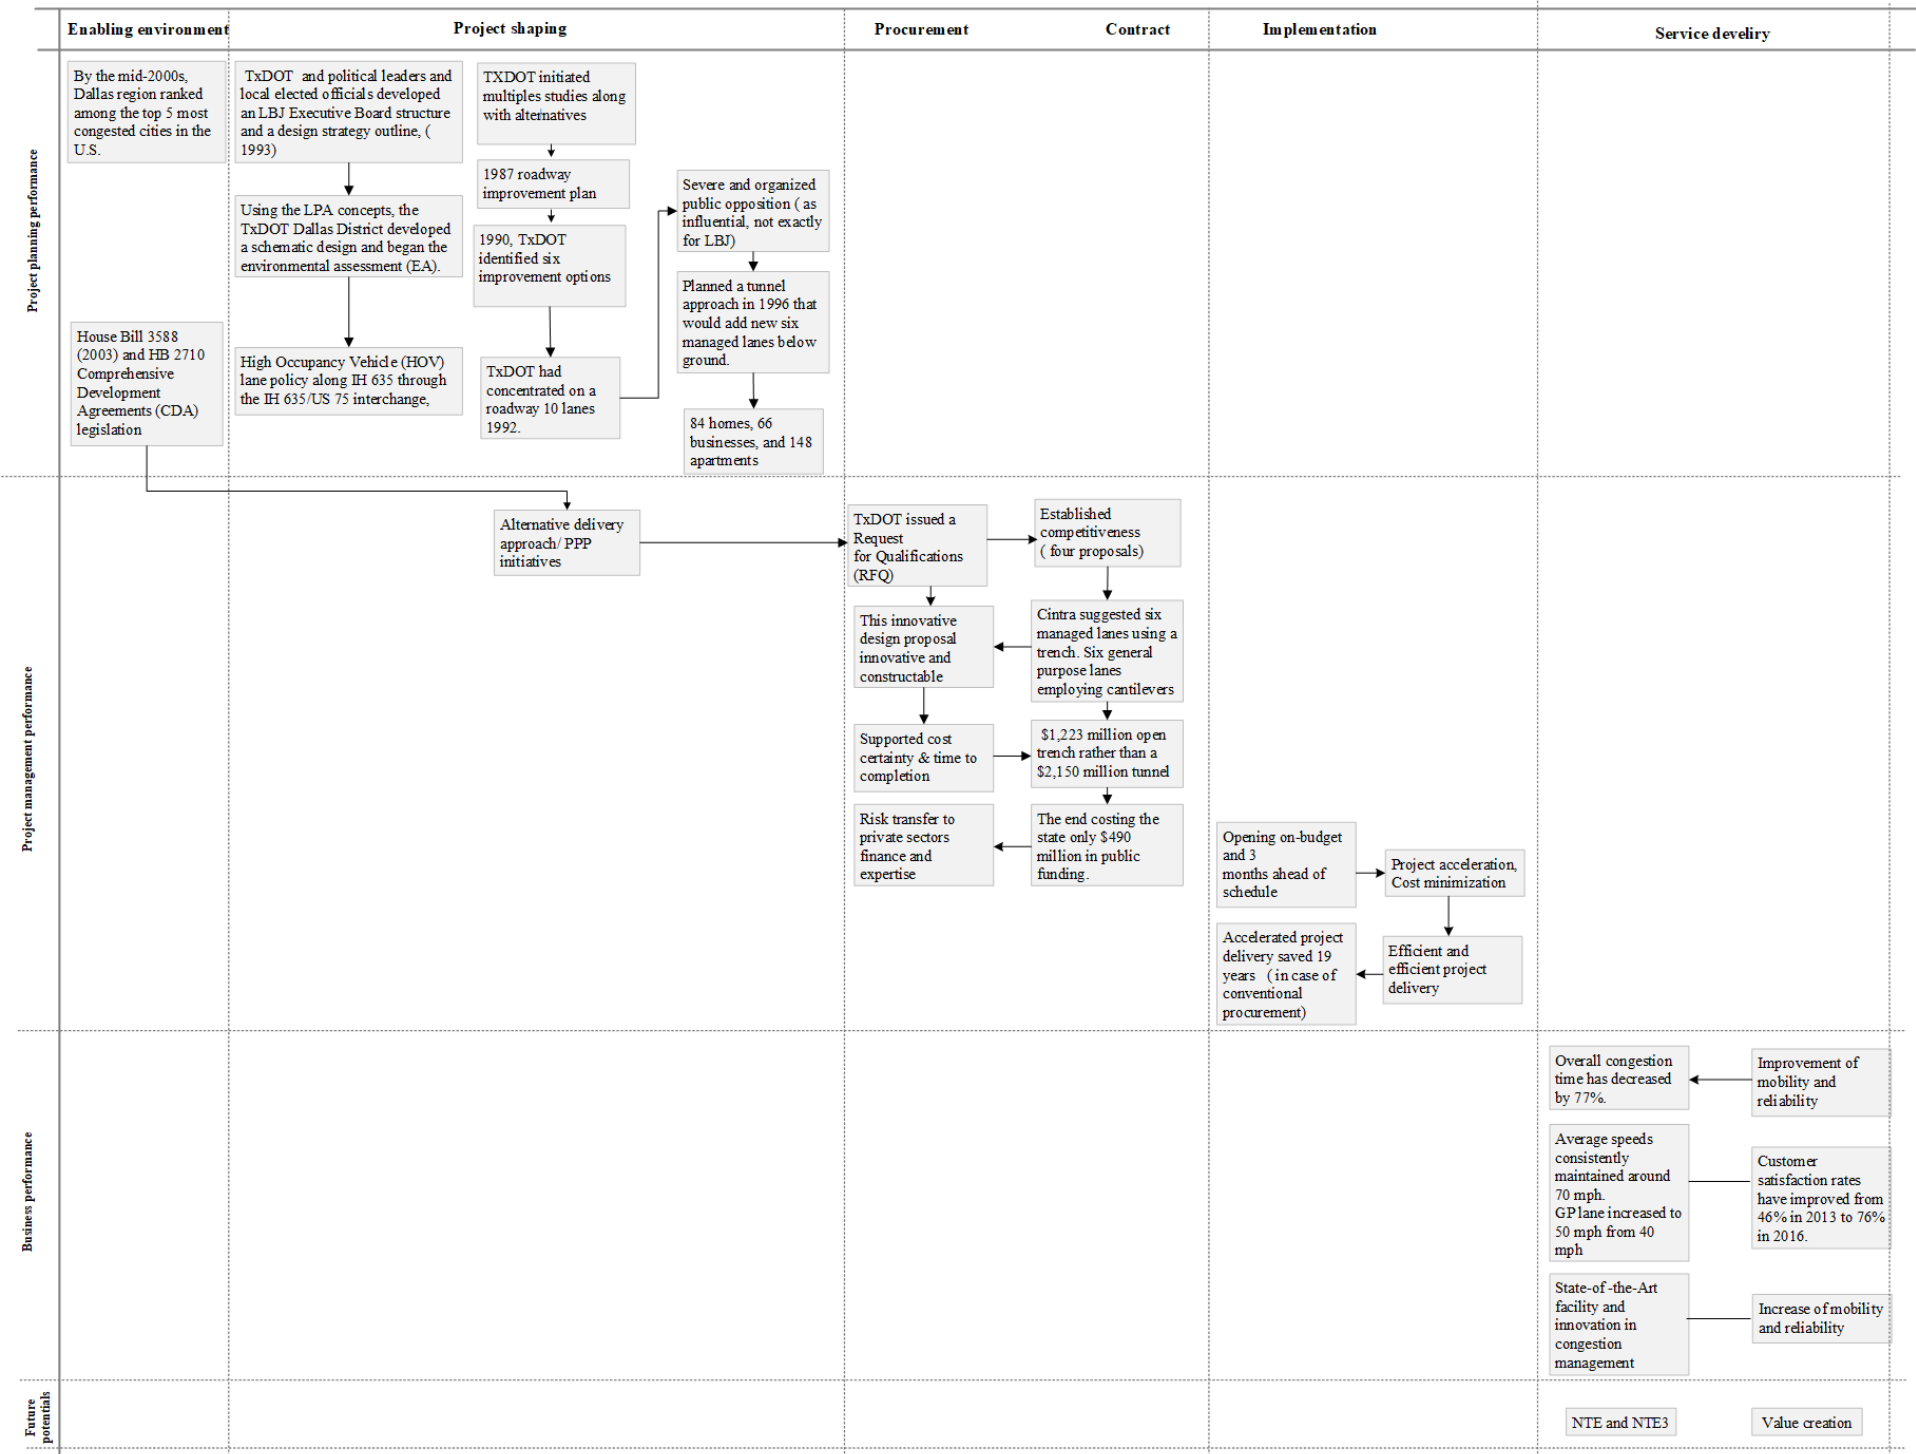 Enabling environment
Project shaping
Procurement
Contract
Implementation
Service develiry
Project planning performance
By the mid-2000s,
Dallas region ranked
among the top 5 most
congested cities in the
U.S.
House Bill 3588
(2003) and HB 2710
Comprehensive
Development
Agreements (CDA)
legislation
TxDOT and political leaders and
local elected officials developed
an LBJ Executive Board structure
and a design strategy outline, (
1993)
Using the LPA concepts, the
TxDOT Dallas District developed
a schematic design and began the
environmental assessment (EA).
High Occupancy Vehicle (HOV)
lane policy along IH 635 through
the IH 635/US 75 interchange,
TXDOT initiated
multiples studies along
with alternatives
1987 roadway
improvement plan
1990, TxDOT
identified six
improvement options
TxDOT had
concentrated on a
roadway 10 lanes
1992.
Severe and organized
public opposition ( as
influential, not exactly
for LBJ)
Planned a tunnel
approach in 1996 that
would add new six
managed lanes below
ground.
84 homes, 66
businesses, and 148
apartments
Project management performance
Alternative delivery
approach/ PPP
initiatives
TxDOT issued a
Request
for Qualifications
(RFQ)
This innovative
design proposal
innovative and
constructable
Supported cost
certainty & time to
completion
Risk transfer to
private sectors
finance and
expertise
Established
competitiveness
( four proposals)
Cintra suggested six
managed lanes using a
trench. Six general
purpose lanes
employing cantilevers
$1,223 million open
trench rather than a
$2,150 million tunnel
The end costing the
state only $490
million in public
funding.
Opening on-budget
and 3
months ahead of
schedule
Project acceleration,
Cost minimization
Accelerated project
delivery saved 19
years ( in case of
conventional
procurement)
Efficient and
efficient project
delivery
Business performance
Overall congestion
time has decreased
by 77%.
Improvement of
mobility and
reliability
Average speeds
consistently
maintained around
70 mph.
GP lane increased to
50 mph from 40
mph
Customer
satisfaction rates
have improved from
46% in 2013 to 76%
in 2016.
State-of -the-Art
facility and
innovation in
congestion
management
Increase of mobility
and reliability
Future
potentials
NTE and NTE3
Value creation